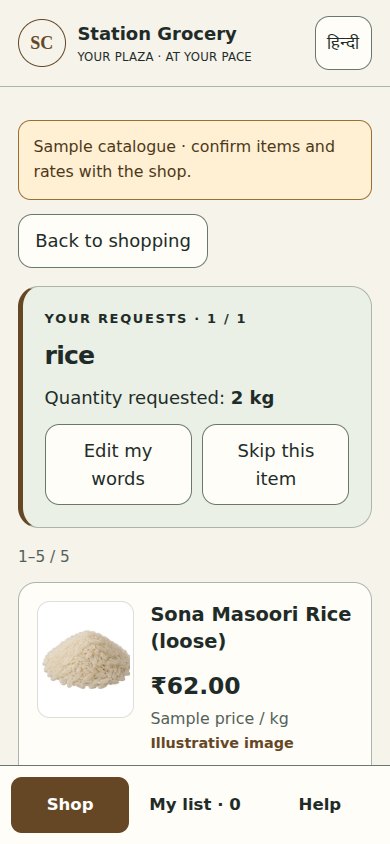 SC
Station Grocery
YOUR PLAZA · AT YOUR PACE
हिन्दी
Sample catalogue · confirm items and
rates with the shop.
Back to shopping
YOUR REQUESTS · 1 / 1
rice
Quantity requested: 2 kg
Edit my
words
Skip this
item
1–5 / 5
Sona Masoori Rice
(loose)
₹62.00
Sample price / kg
Illustrative image
Shop
My list · 0
Help